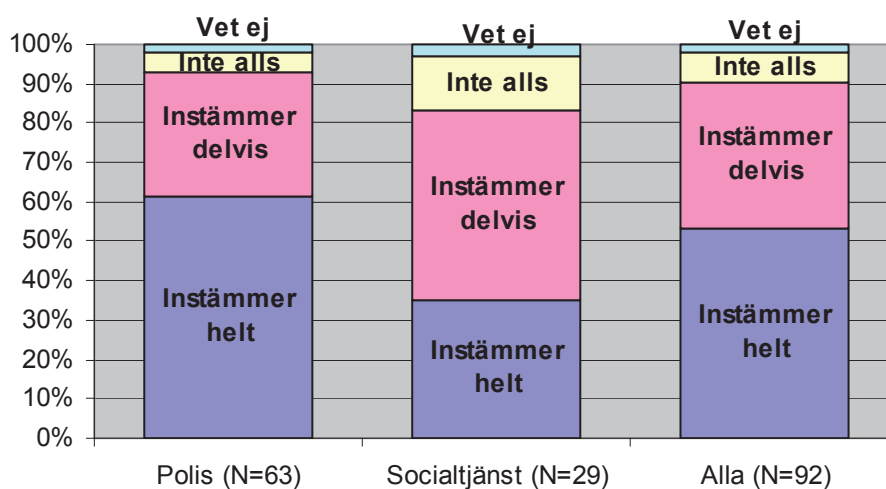 Vet ej
Vet ej
Vet ej
100%
90%
80%
70%
60%
50%
40%
30%
20%
10%
0%
Inte alls
Instämmer
delvis
Instämmer
helt
Inte alls
Instämmer
delvis
Instämmer
helt
Inte alls
Instämmer
delvis
Instämmer
helt
Polis (N=63)
Socialtjänst (N=29)
Alla (N=92)